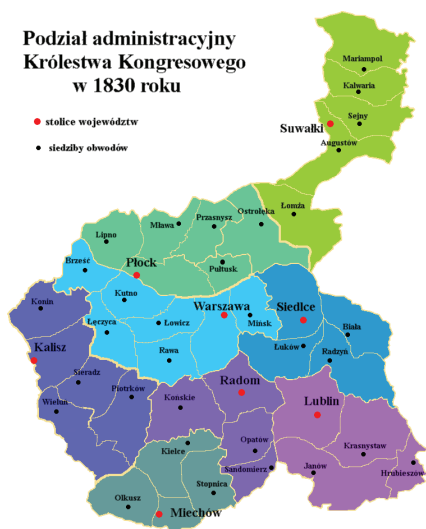 Podział administracyjny
Królestwa Kongresowego
w 1830 roku
stolice województw
siedziby obwodów
Mariampol
Kalwaria
Sejny
Suwałki
Augustów
Łomża
Ostrołęka
Przasnysz
Mława
Lipno
Płock
Pułtusk
Brześć
Kutno
Warszawa
Siedlce
Konin
Łęczyca
Łowicz
Mińsk
Biała
Kalisz
Rawa
Łuków
Radzyń
Sieradz
Piotrków
Radom
Wieluń
Końskie
Lublin
Opatów
Krasnystaw
Kielce
Sandomierz
Janów
Hrubieszów
Stopnica
Olkusz
Miechów